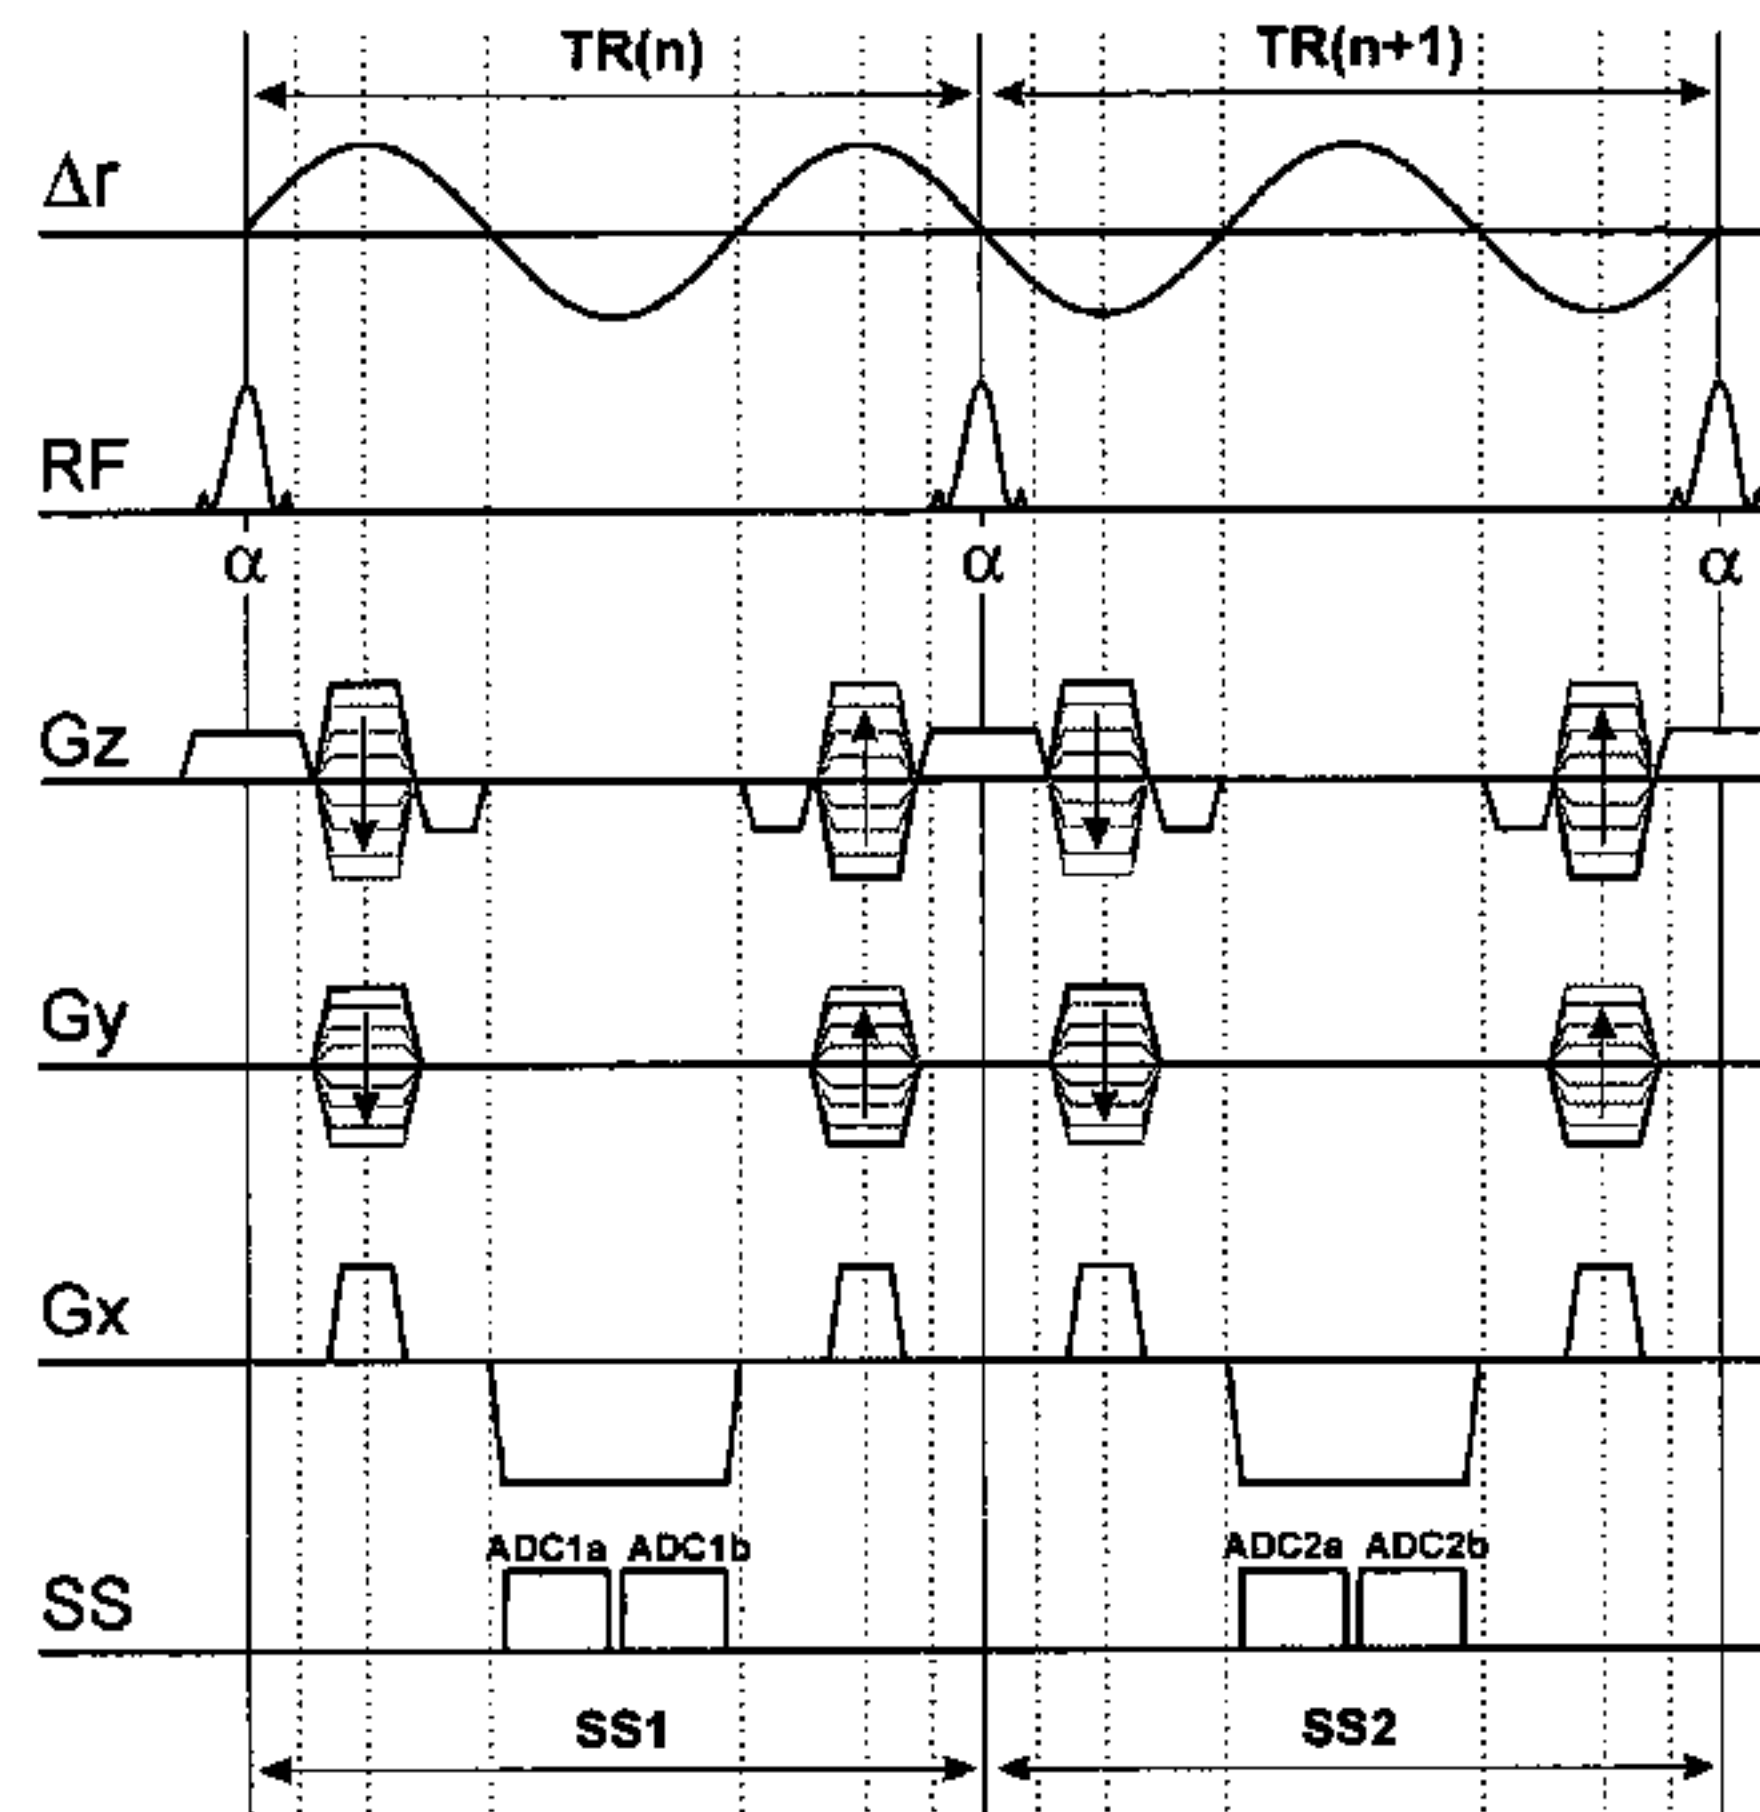 TR(n) TR(n+1)
Δr
RF
α α α
Gz
Gy
Gx
ADC1a ADC1b ADC2a ADC2b
SS
SS1 SS2